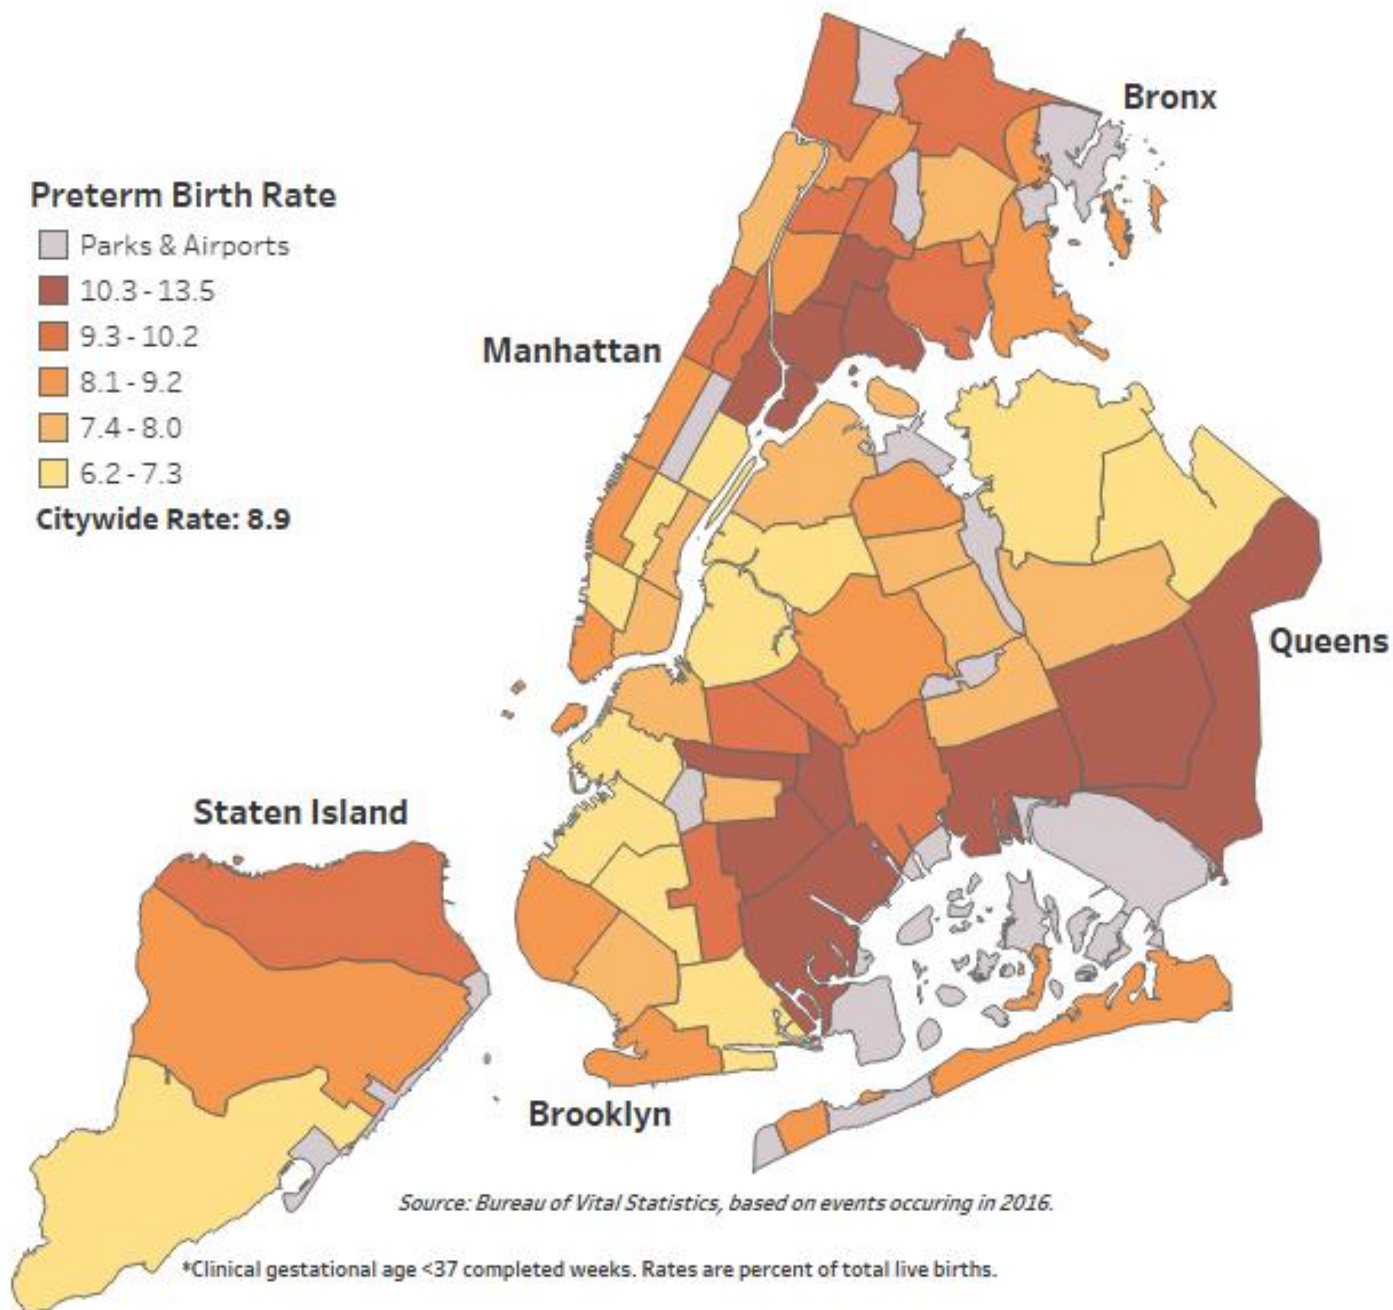 Bronx
Preterm Birth Rate
Parks & Airports
10.3 - 13.5
9.3 - 10.2
Manhattan
8.1 - 9.2
7.4 - 8.0
6.2 - 7.3
Citywide Rate: 8.9
Queens
Staten Island
Brooklyn
Source: Bureau of Vital Statistics, based on events occuring in 2016.
*Clinical gestational age <37 completed weeks. Rates are percent of total live births.